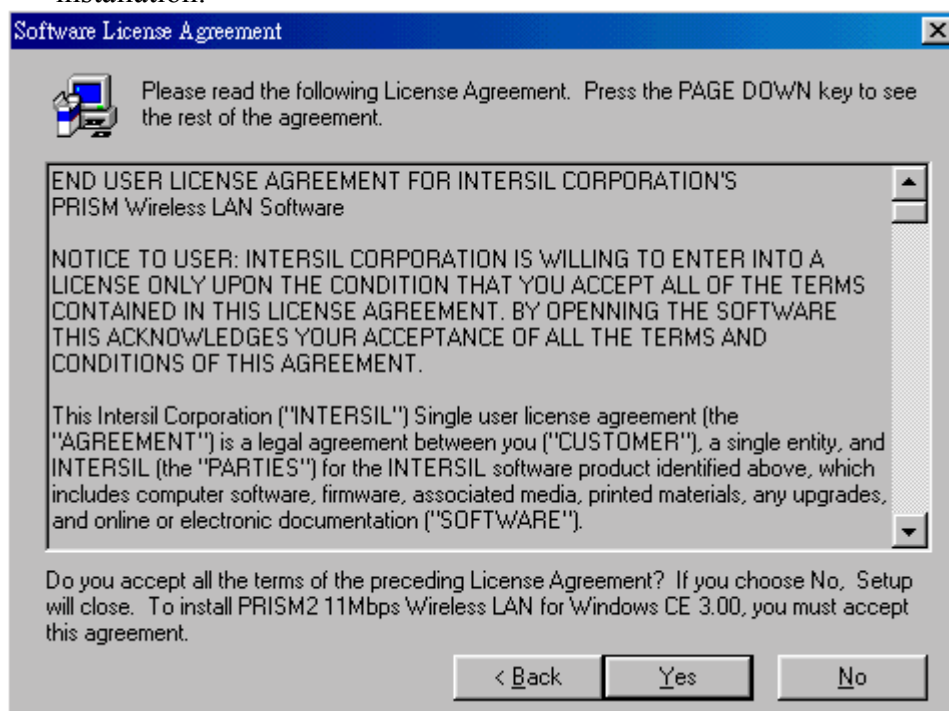 installation.
Software License Agreement
Please read the following License Agreement. Press the PAGE DOWN key to see
the rest of the agreement.
END USER LICENSE AGREEMENT FOR INTERSIL CORPORATION'S
PRISM Wireless LAN Software
NOTICE TO USER: INTERSIL CORPORATION IS WILLING TO ENTER INTO A
LICENSE ONLY UPON THE CONDITION THAT YOU ACCEPT ALL OF THE TERMS
CONTAINED IN THIS LICENSE AGREEMENT. BY OPENNING THE SOFTWARE
THIS ACKNOWLEDGES YOUR ACCEPTANCE OF ALL THE TERMS AND
CONDITIONS OF THIS AGREEMENT.
This Intersil Corporation ("INTERSIL") Single user license agreement (the
"AGREEMENT") is a legal agreement between you ("CUSTOMER"), a single entity, and
INTERSIL (the "PARTIES") for the INTERSIL software product identified above, which
includes computer software, firmware, associated media, printed materials, any upgrades,
and online or electronic documentation ("SOFTWARE").
Do you accept all the terms of the preceding License Agreement? If you choose No, Setup
will close. To install PRISM2 11Mbps Wireless LAN for Windows CE 3.00, you must accept
this agreement.
< Back Yes No